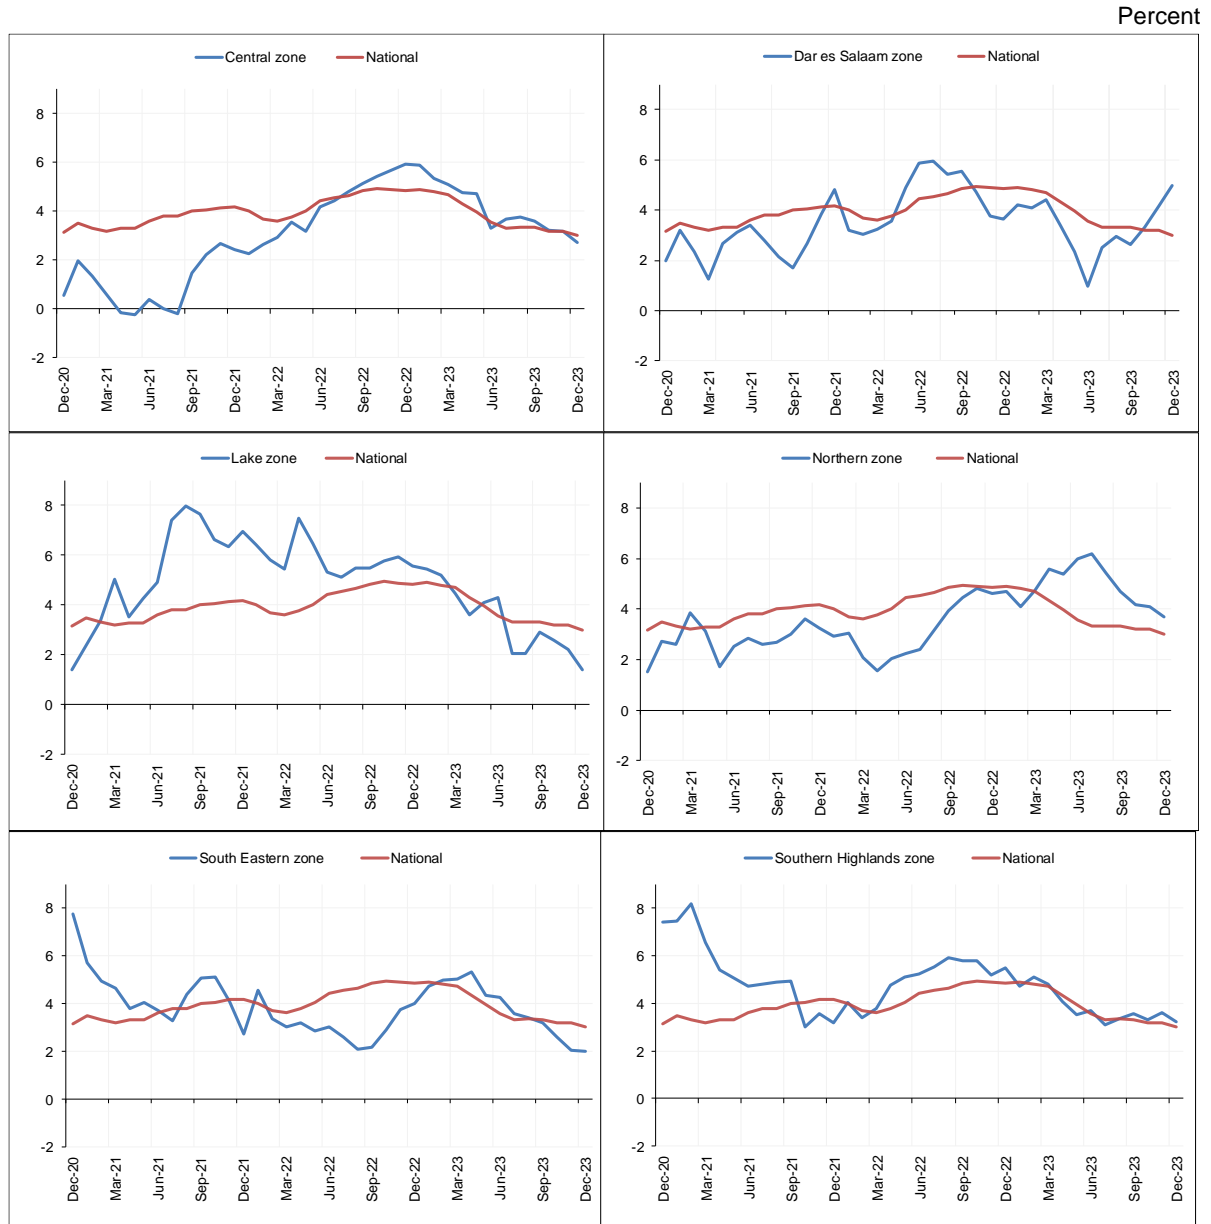 Percent
Central zone National
8
6
4
2
0
-2
Dec-20 Mar-21 Jun-21 Sep-21 Dec-21 Mar-22 Jun-22 Sep-22 Dec-22 Mar-23 Jun-23 Sep-23 Dec-23
Dar es Salaam zone National
8
6
4
2
0
-2
Dec-20 Mar-21 Jun-21 Sep-21 Dec-21 Mar-22 Jun-22 Sep-22 Dec-22 Mar-23 Jun-23 Sep-23 Dec-23
Lake zone National
8
6
4
2
0
-2
Dec-20 Mar-21 Jun-21 Sep-21 Dec-21 Mar-22 Jun-22 Sep-22 Dec-22 Mar-23 Jun-23 Sep-23 Dec-23
Northern zone National
8
6
4
2
0
-2
Dec-20 Mar-21 Jun-21 Sep-21 Dec-21 Mar-22 Jun-22 Sep-22 Dec-22 Mar-23 Jun-23 Sep-23 Dec-23
South Eastern zone National
8
6
4
2
0
-2
Dec-20 Mar-21 Jun-21 Sep-21 Dec-21 Mar-22 Jun-22 Sep-22 Dec-22 Mar-23 Jun-23 Sep-23 Dec-23
Southern Highlands zone National
8
6
4
2
0
-2
Dec-20 Mar-21 Jun-21 Sep-21 Dec-21 Mar-22 Jun-22 Sep-22 Dec-22 Mar-23 Jun-23 Sep-23 Dec-23